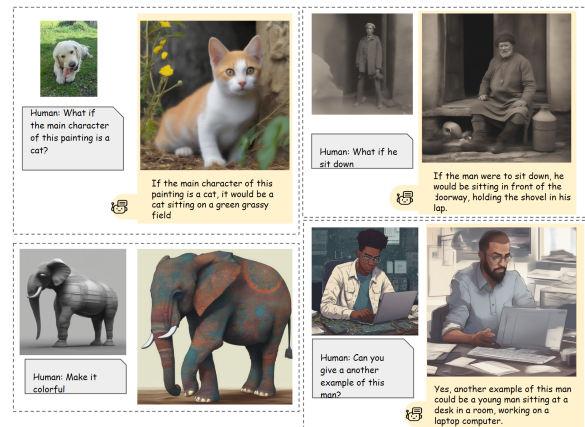 Human: What if
the main character
of this painting is a
cat?
If the main character of this
painting is a cat, it would be a
cat sitting on a green grassy
field
Human: What if he
sit down
If the man were to sit down, he
would be sitting in front of the
doorway, holding the shovel in his
lap.
Human: Make it
colorful
Human: Can you
give a another
example of this
man?
Yes, another example of this man
could be a young man sitting at a
desk in a room, working on a
laptop computer.